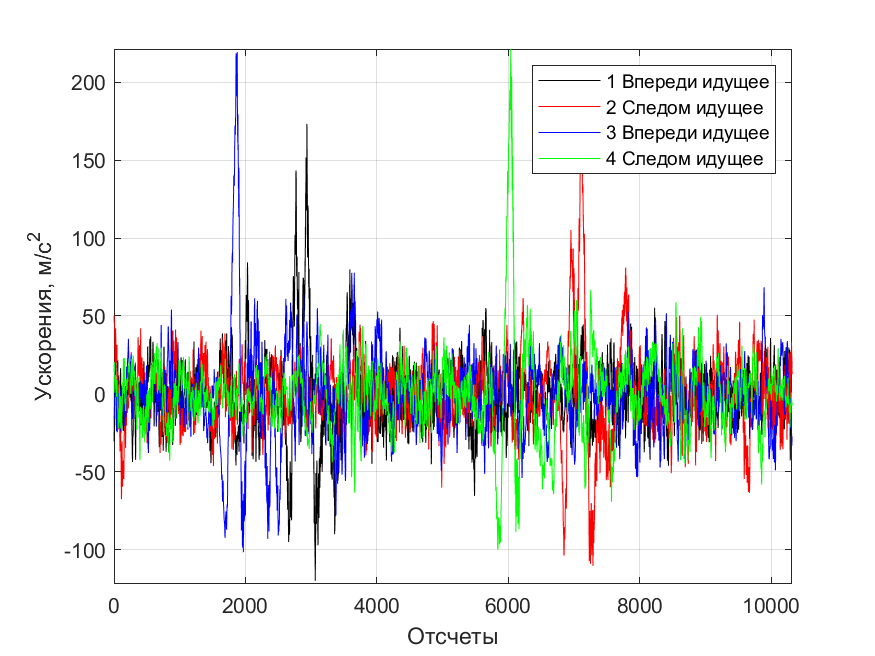 200
150
100
50
0
-50
-100
Ускорения, м/с²
0 2000 4000 6000 8000 10000
Отсчеты
1 Впереди идущее
2 Следом идущее
3 Впереди идущее
4 Следом идущее